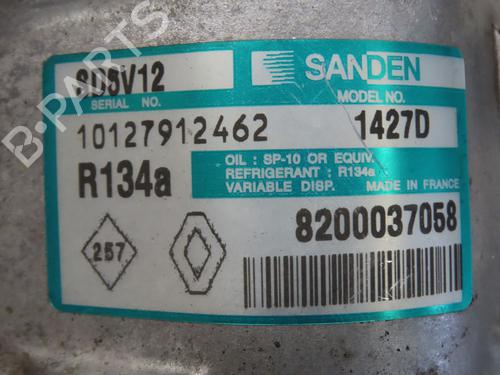 SD6V12
SANDEN
SERIAL NO.
MODEL NO.
10127912462
1427D
R134a
OIL : SP-10 OR EQUIV.
REFRIGERANT : R134a
VARIABLE DISP. MADE IN FRANCE
8200037058
257
B-PARTS